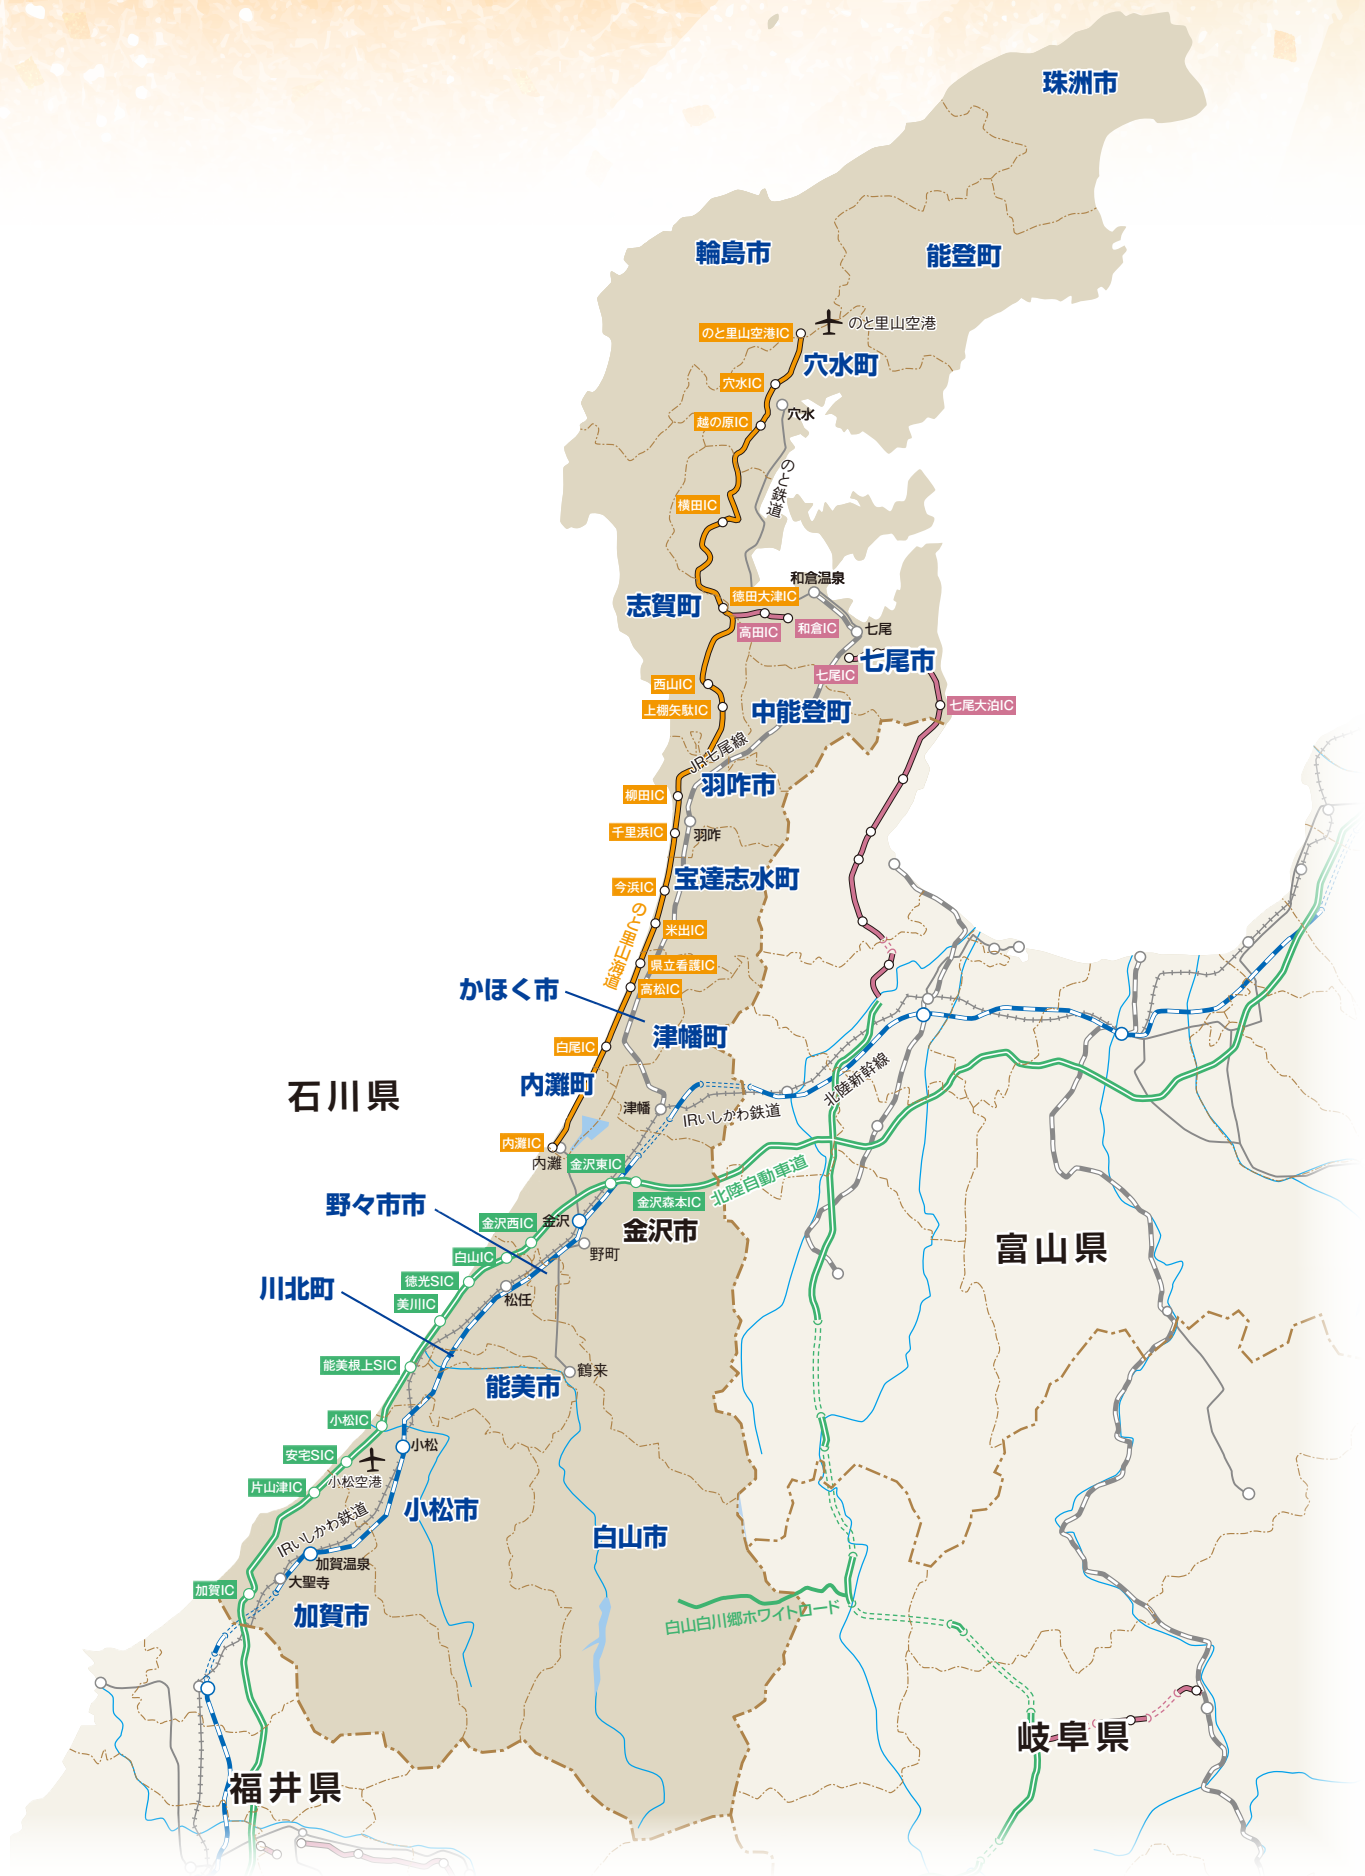 珠洲市
輪島市
能登町
のと里山空港
のと里山空港IC
穴水町
穴水IC
穴水
越の原IC
のと鉄道
横田IC
和倉温泉
徳田大津IC
志賀町
高田IC
和倉IC
七尾
七尾市
七尾IC
西山IC
七尾大泊IC
上棚矢駄IC
中能登町
JR七尾線
羽咋市
柳田IC
千里浜IC
羽咋
宝達志水町
今浜IC
のと里山海道
米出IC
県立看護IC
高松IC
かほく市
津幡町
白尾IC
内灘町
石川県
北陸新幹線
津幡
IRいしかわ鉄道
内灘IC
内灘
金沢東IC
北陸自動車道
金沢森本IC
野々市市
金沢西IC
金沢
金沢市
富山県
白山IC
野町
徳光SIC
川北町
美川IC
松任
能美根上SIC
鶴来
能美市
小松IC
小松
安宅SIC
小松空港
片山津IC
小松市
IRいしかわ鉄道
白山市
加賀温泉
大聖寺
加賀IC
加賀市
白山白川郷ホワイトロード
岐阜県
福井県